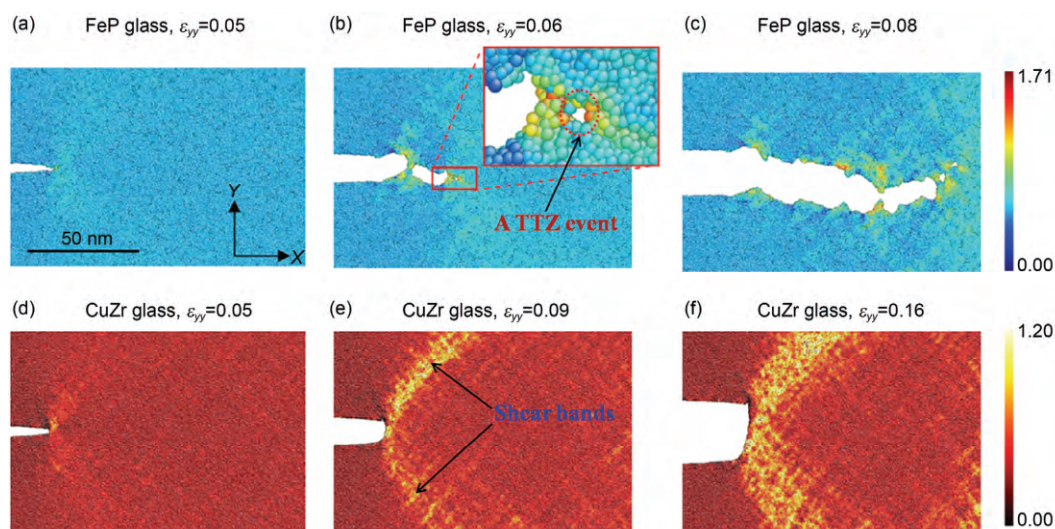 (a) FeP glass, εyy=0.05
(b) FeP glass, εyy=0.06
(c) FeP glass, εyy=0.08
1.71
Y
A TTZ event
50 nm
X
0.00
(d) CuZr glass, εyy=0.05
(e) CuZr glass, εyy=0.09
(f) CuZr glass, εyy=0.16
1.20
Shear bands
0.00